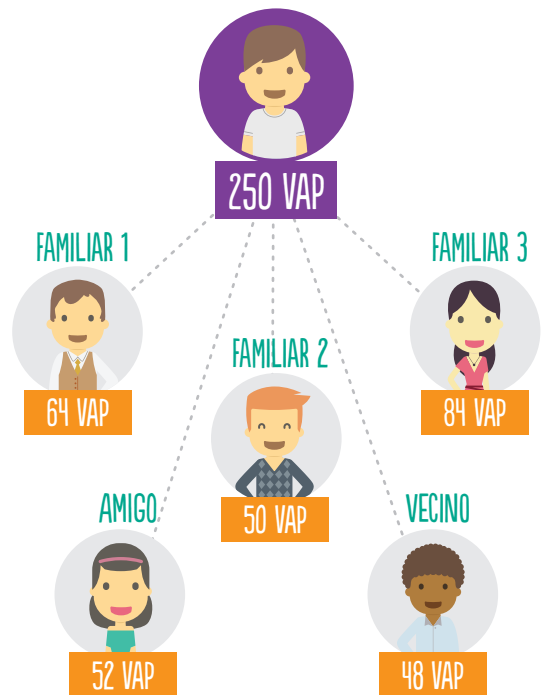 250 VAP
FAMILIAR 1
64 VAP
FAMILIAR 2
50 VAP
FAMILIAR 3
84 VAP
AMIGO
52 VAP
VECINO
48 VAP